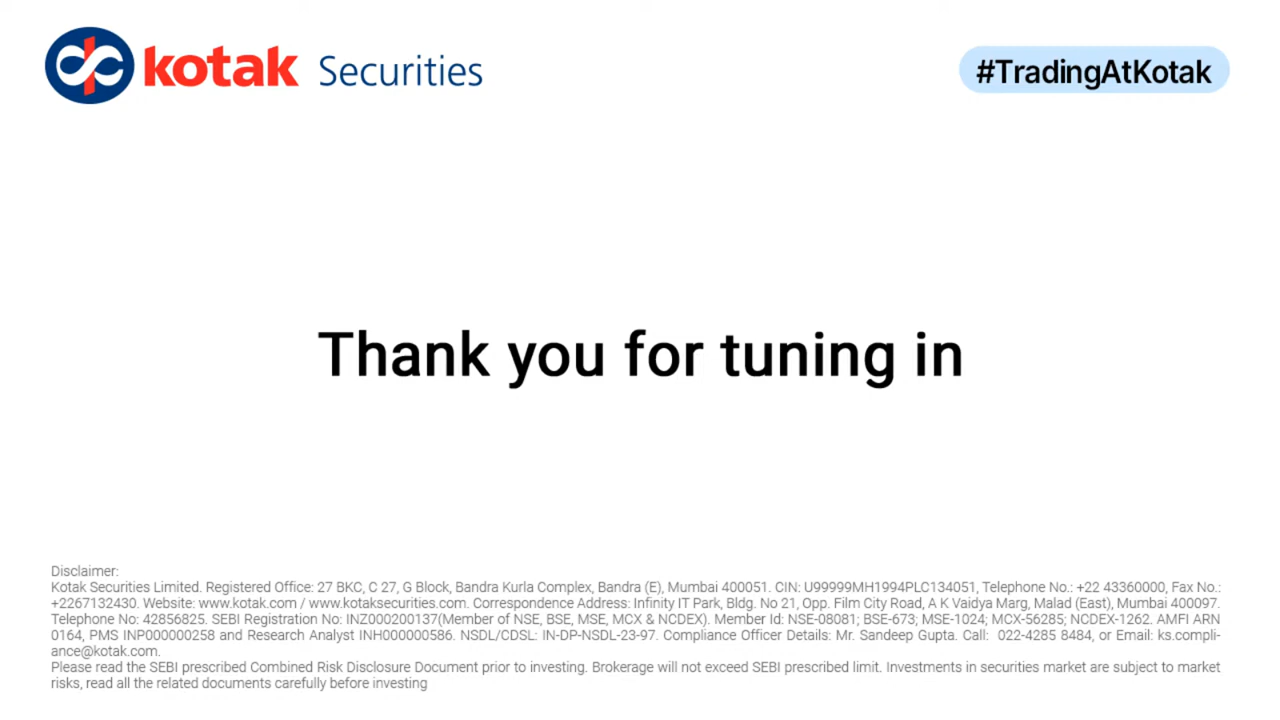 kotak Securities
#TradingAtKotak
Thank you for tuning in
Disclaimer:
Kotak Securities Limited. Registered Office: 27 BKC, C 27, G Block, Bandra Kurla Complex, Bandra (E), Mumbai 400051. CIN: U99999MH1994PLC134051, Telephone No.: +22 43360000, Fax No.:
+2267132430. Website: www.kotak.com / www.kotaksecurities.com. Correspondence Address: Infinity IT Park, Bldg. No 21, Opp. Film City Road, A K Vaidya Marg, Malad (East), Mumbai 400097.
Telephone No: 42856825. SEBI Registration No: INZ000200137(Member of NSE, BSE, MSE, MCX & NCDEX). Member Id: NSE-08081; BSE-673; MSE-1024; MCX-56285; NCDEX-1262. AMFI ARN
0164, PMS INP000000258 and Research Analyst INH000000586. NSDL/CDSL: IN-DP-NSDL-23-97. Compliance Officer Details: Mr. Sandeep Gupta. Call: 022-4285 8484, or Email: ks.compli-
ance@kotak.com.
Please read the SEBI prescribed Combined Risk Disclosure Document prior to investing. Brokerage will not exceed SEBI prescribed limit. Investments in securities market are subject to market
risks, read all the related documents carefully before investing